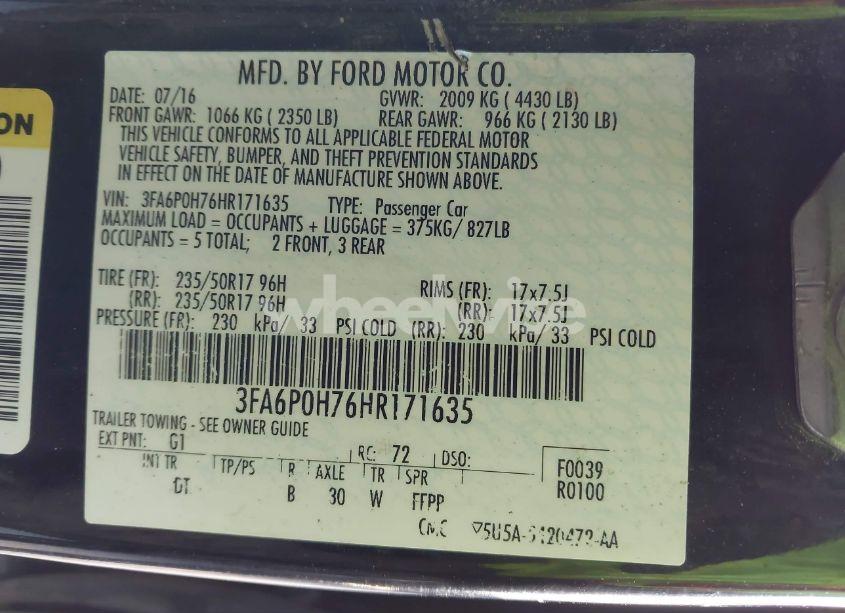 ON
MFD. BY FORD MOTOR CO.
DATE: 07/16 GVWR: 2009 KG ( 4430 LB)
FRONT GAWR: 1066 KG ( 2350 LB) REAR GAWR: 966 KG ( 2130 LB)
THIS VEHICLE CONFORMS TO ALL APPLICABLE FEDERAL MOTOR
VEHICLE SAFETY, BUMPER, AND THEFT PREVENTION STANDARDS
IN EFFECT ON THE DATE OF MANUFACTURE SHOWN ABOVE.
VIN: 3FA6P0H76HR171635 TYPE: Passenger Car
MAXIMUM LOAD = OCCUPANTS + LUGGAGE = 375KG/ 827LB
OCCUPANTS = 5 TOTAL; 2 FRONT, 3 REAR
TIRE (FR): 235/50R17 96H RIMS (FR): 17x7.5J
(RR): 235/50R17 96H (RR): 17x7.5J
wheelwise
PRESSURE (FR): 230 kPa/ 33 PSI COLD (RR): 230 kPa/ 33 PSI COLD
3FA6P0H76HR171635
TRAILER TOWING - SEE OWNER GUIDE
EXT PNT: G1 RC: 72 DSO: F0039
INT TR TP/PS R AXLE TR SPR R0100
DT B 30 W FFPP
CMC